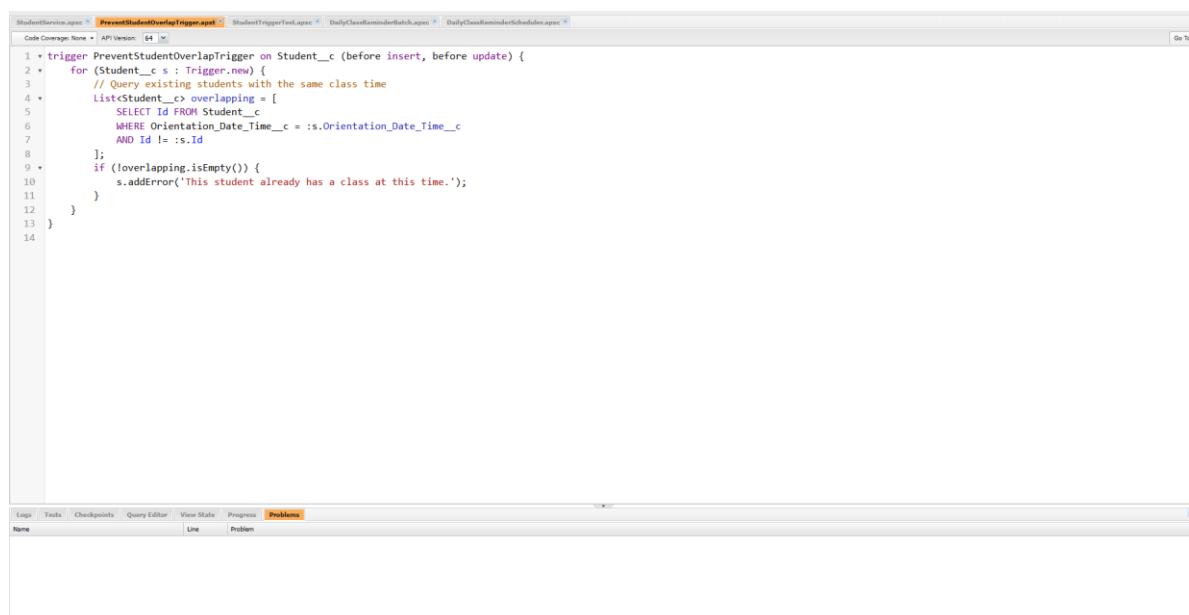 StudentService.apxc PreventStudentOverlapTrigger.apxt StudentTriggerTest.apxc DailyClassReminderBatch.apxc DailyClassReminderScheduler.apxc
Code Coverage: None API Version: 64 Go To
1 trigger PreventStudentOverlapTrigger on Student__c (before insert, before update) {
2 for (Student__c s : Trigger.new) {
3 // Query existing students with the same class time
4 List<Student__c> overlapping = [
5 SELECT Id FROM Student__c
6 WHERE Orientation_Date_Time__c = :s.Orientation_Date_Time__c
7 AND Id != :s.Id
8 ];
9 if (!overlapping.isEmpty()) {
10 s.addError('This student already has a class at this time.');
11 }
12 }
13 }
14
Logs Tests Checkpoints Query Editor View State Progress Problems
Name Line Problem